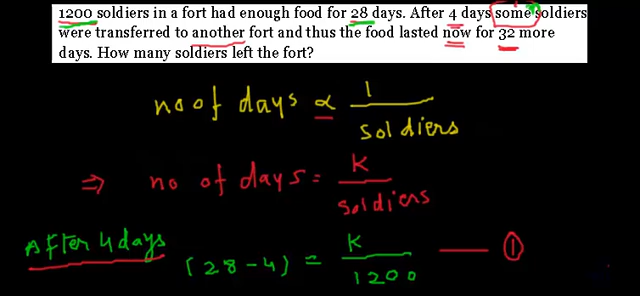 1200 soldiers in a fort had enough food for 28 days. After 4 days some soldiers
were transferred to another fort and thus the food lasted now for 32 more
days. How many soldiers left the fort?
no of days ∝ 1/soldiers
⇒ no of days = K/soldiers
After 4 days (28-4) = K/1200 — ①